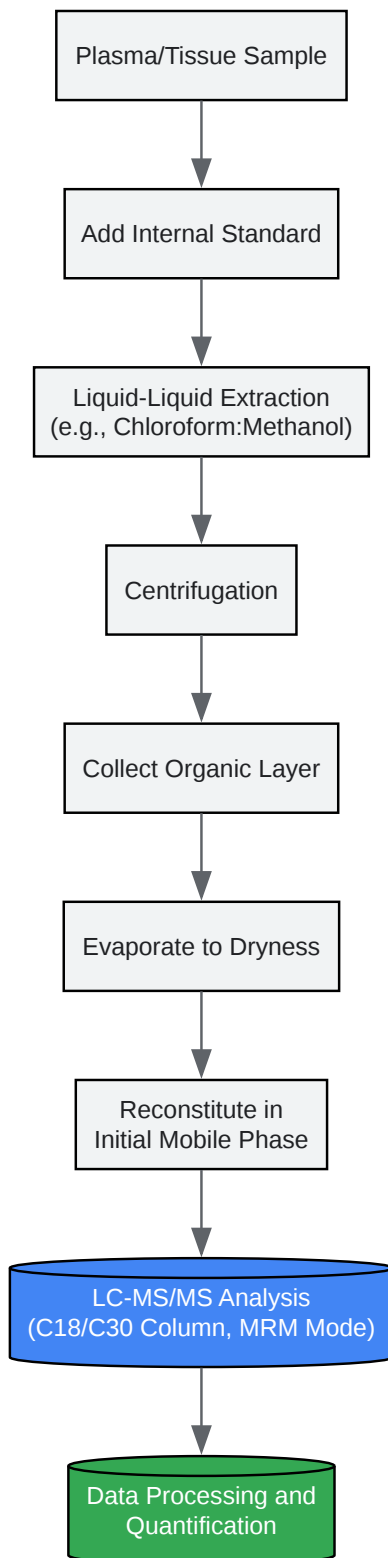 Plasma/Tissue Sample
Add Internal Standard
Liquid-Liquid Extraction
(e.g., Chloroform:Methanol)
Centrifugation
Collect Organic Layer
Evaporate to Dryness
Reconstitute in
Initial Mobile Phase
LC-MS/MS Analysis
(C18/C30 Column, MRM Mode)
Data Processing and
Quantification